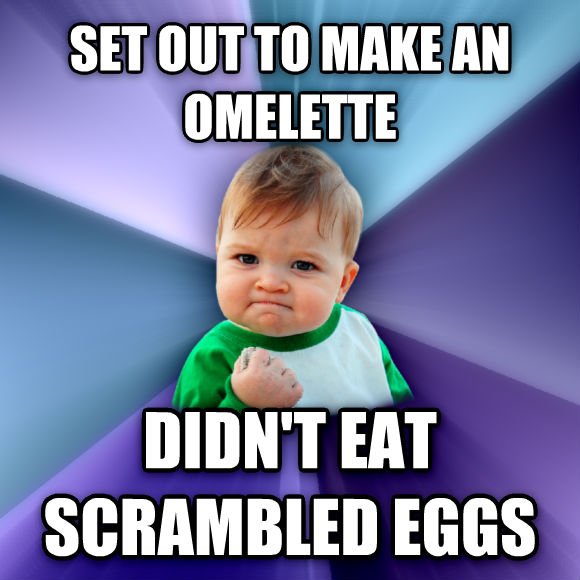 SET OUT TO MAKE AN
OMELETTE
DIDN'T EAT
SCRAMBLED EGGS